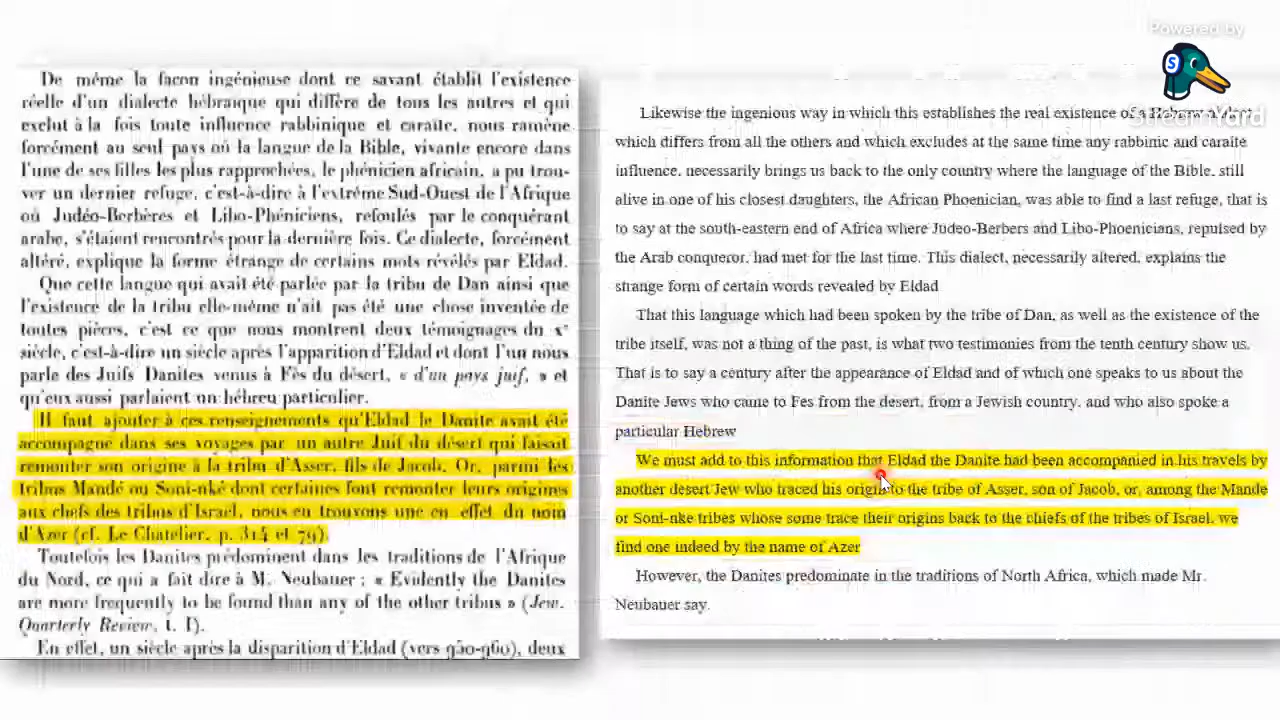 Powered by
StreamYard
De même la façon ingénieuse dont ce savant établit l'existence
réelle d'un dialecte hébraïque qui diffère de tous les autres et qui
exclut à la fois toute influence rabbinique et caraïte, nous ramène
forcément au seul pays où la langue de la Bible, vivante encore dans
l'une de ses filles les plus rapprochées, le phénicien africain, a pu trou-
ver un dernier refuge, c'est-à-dire à l'extrême Sud-Ouest de l'Afrique
où Judéo-Berbères et Libo-Phéniciens, refoulés par le conquérant
arabe, s'étaient rencontrés pour la dernière fois. Ce dialecte, forcément
altéré, explique la forme étrange de certains mots révélés par Eldad.
Que cette langue qui avait été parlée par la tribu de Dan ainsi que
l'existence de la tribu elle-même n'ait pas été une chose inventée de
toutes pièces, c'est ce que nous montrent deux témoignages du xe
siècle, c'est-à-dire un siècle après l'apparition d'Eldad et dont l'un nous
parle des Juifs Danites venus à Fès du désert, « d'un pays juif, » et
qu'eux aussi parlaient un hébreu particulier.
Il faut ajouter à ces renseignements qu'Eldad le Danite avait été
accompagné dans ses voyages par un autre Juif du désert qui faisait
remonter son origine à la tribu d'Asser, fils de Jacob. Or, parmi les
tribus Mandé ou Soni-nké dont certaines font remonter leurs origines
aux chefs des tribus d'Israel, nous en trouvons une en effet du nom
d'Azer (cf. Le Chatelier, p. 314 et 79).
Toutefois les Danites prédominent dans les traditions de l'Afrique
du Nord, ce qui a fait dire à M. Neubauer : « Evidently the Danites
are more frequently to be found than any of the other tribus » (Jew.
Quarterly Review, t. I).
En effet, un siècle après la disparition d'Eldad (vers 930-960), deux
Likewise the ingenious way in which this establishes the real existence of a Hebrew
which differs from all the others and which excludes at the same time any rabbinic and caraite
influence, necessarily brings us back to the only country where the language of the Bible, still
alive in one of his closest daughters, the African Phoenician, was able to find a last refuge, that is
to say at the south-eastern end of Africa where Judeo-Berbers and Libo-Phoenicians, repulsed by
the Arab conqueror, had met for the last time. This dialect, necessarily altered, explains the
strange form of certain words revealed by Eldad
That this language which had been spoken by the tribe of Dan, as well as the existence of the
tribe itself, was not a thing of the past, is what two testimonies from the tenth century show us.
That is to say a century after the appearance of Eldad and of which one speaks to us about the
Danite Jews who came to Fes from the desert, from a Jewish country, and who also spoke a
particular Hebrew
We must add to this information that Eldad the Danite had been accompanied in his travels by
another desert Jew who traced his origin to the tribe of Asser, son of Jacob, or, among the Mande
or Soni-nke tribes whose some trace their origins back to the chiefs of the tribes of Israel, we
find one indeed by the name of Azer
However, the Danites predominate in the traditions of North Africa, which made Mr.
Neubauer say.